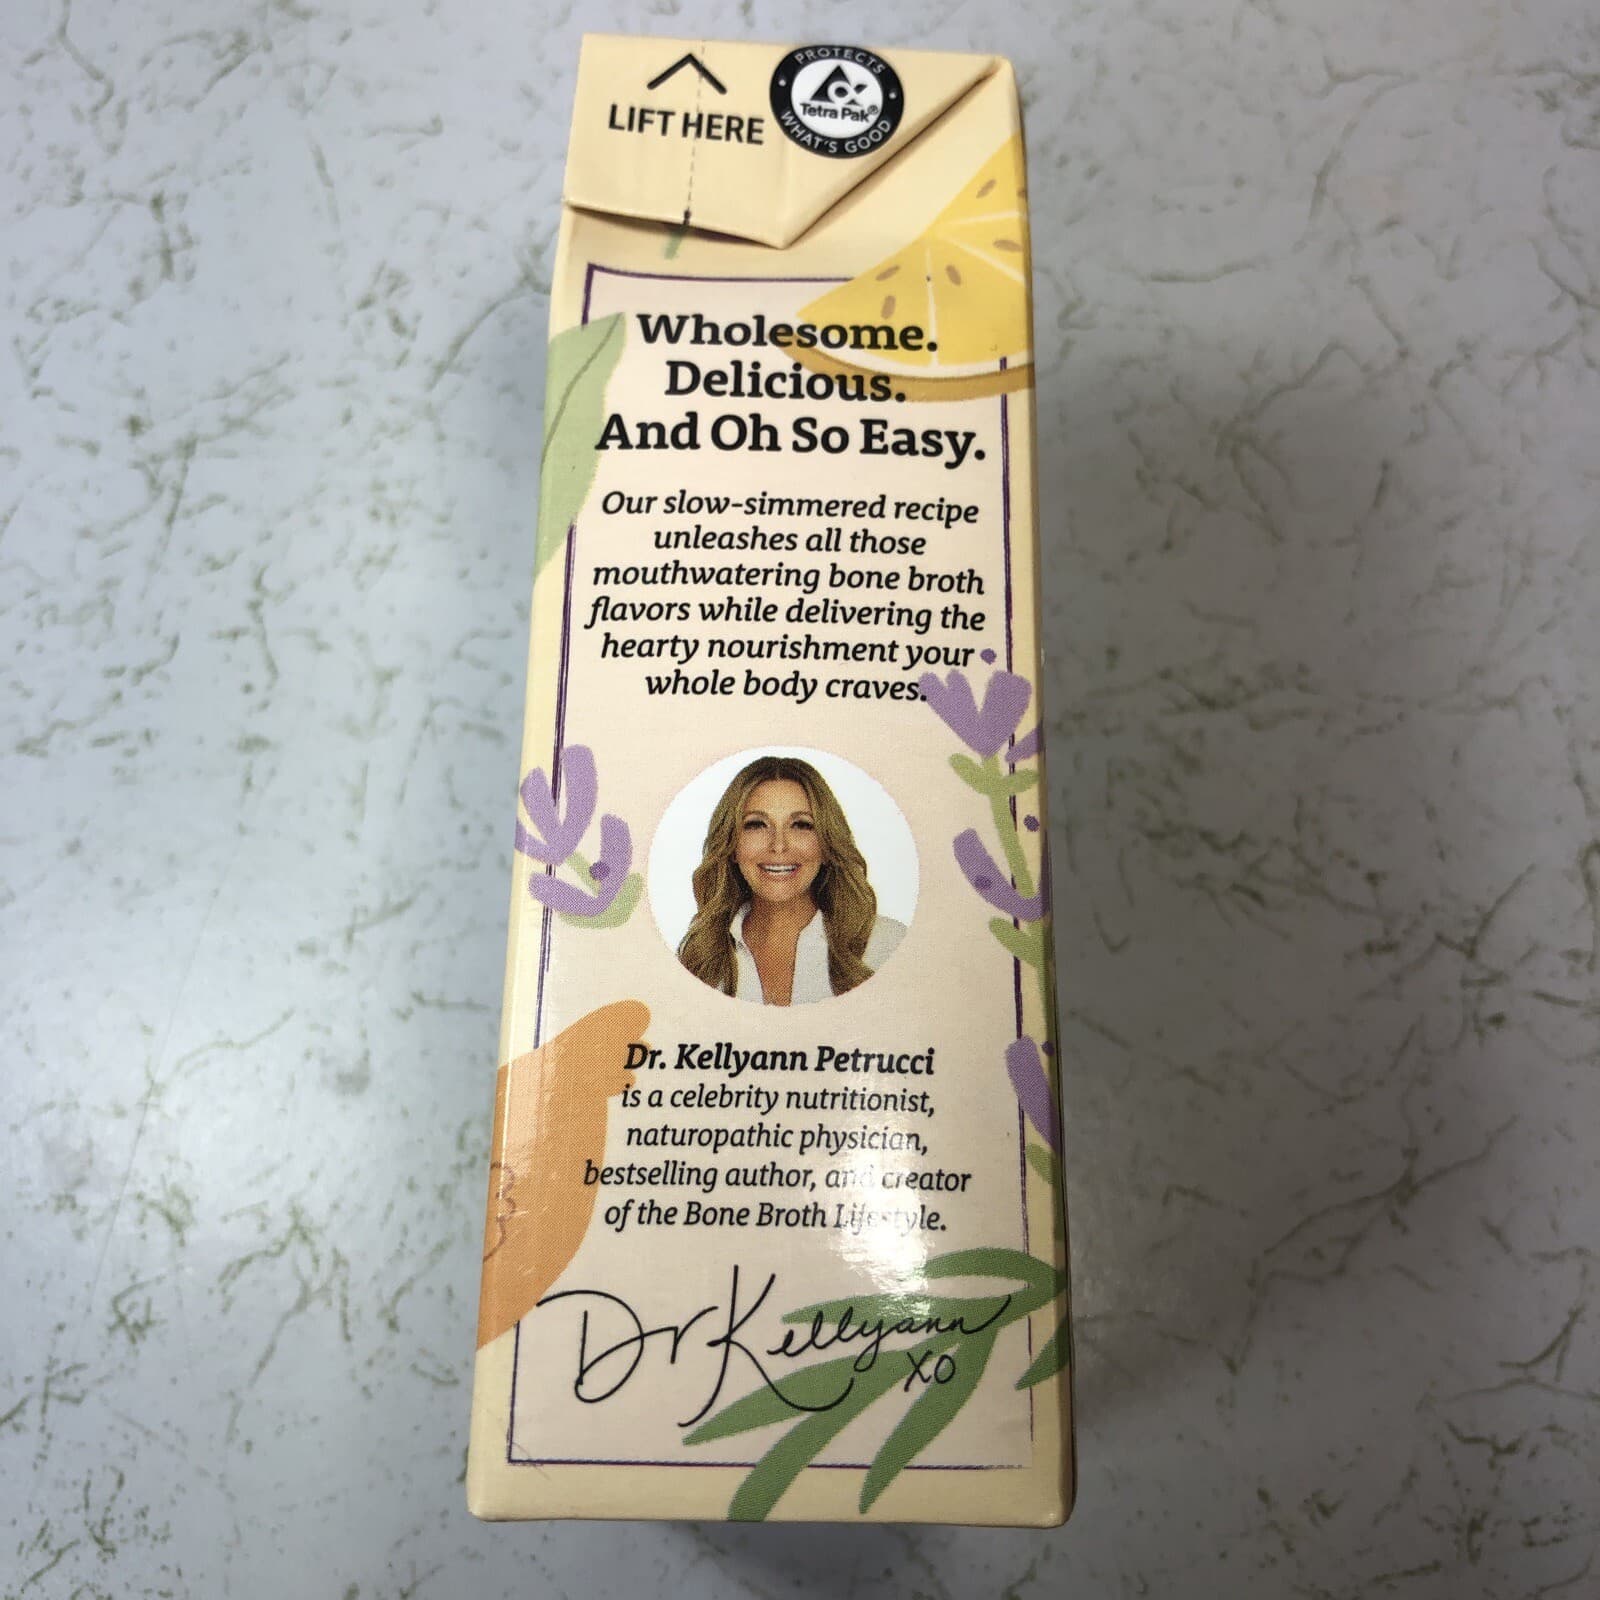 LIFT HERE
PROTECTS
Tetra Pak®
WHAT'S GOOD
Wholesome.
Delicious.
And Oh So Easy.
Our slow-simmered recipe
unleashes all those
mouthwatering bone broth
flavors while delivering the
hearty nourishment your
whole body craves.
Dr. Kellyann Petrucci
is a celebrity nutritionist,
naturopathic physician,
bestselling author, and creator
of the Bone Broth Lifestyle.
Dr Kellyann
XO